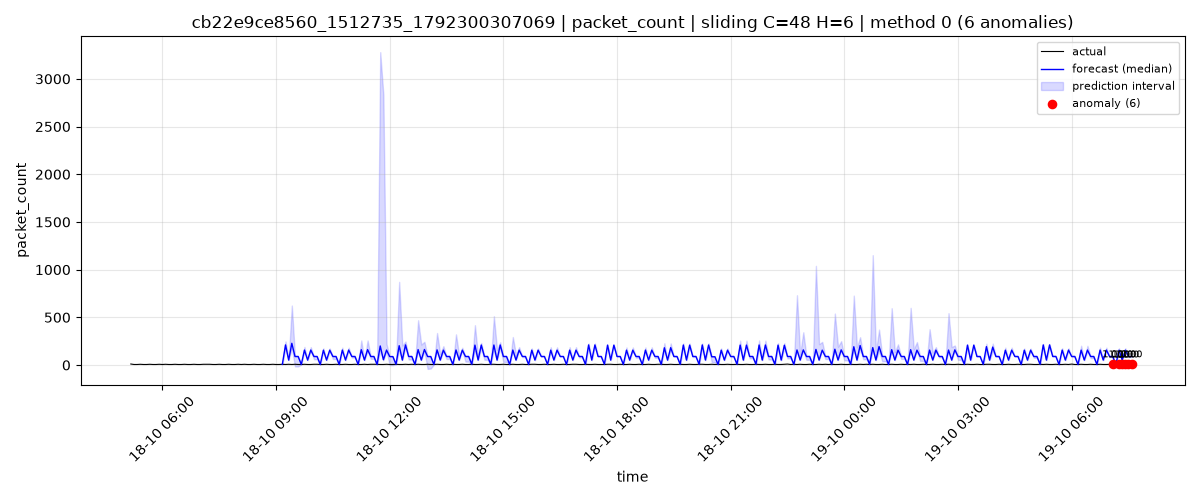 cb22e9ce8560_1512735_1792300307069 | packet_count | sliding C=48 H=6 | method 0 (6 anomalies)
actual
forecast (median)
prediction interval
anomaly (6)
packet_count
3000
2500
2000
1500
1000
500
0
18-10 06:00
18-10 09:00
18-10 12:00
18-10 15:00
18-10 18:00
18-10 21:00
19-10 00:00
19-10 03:00
19-10 06:00
time